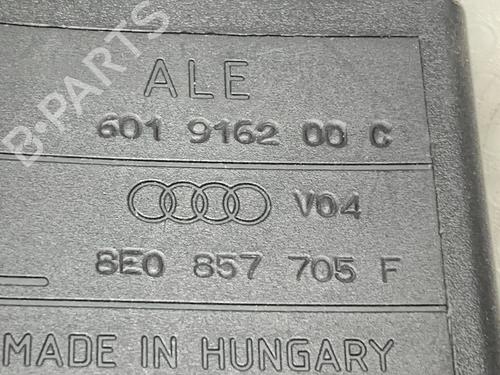 B-PARTS
ALE
601 9162 00 C
V04
8E0 857 705 F
MADE IN HUNGARY